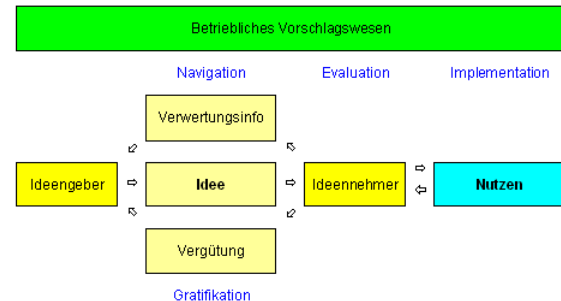 Betriebliches Vorschlagswesen
Navigation Evaluation Implementation
Verwertungsinfo
Ideengeber Idee Ideennehmer Nutzen
Vergütung
Gratifikation